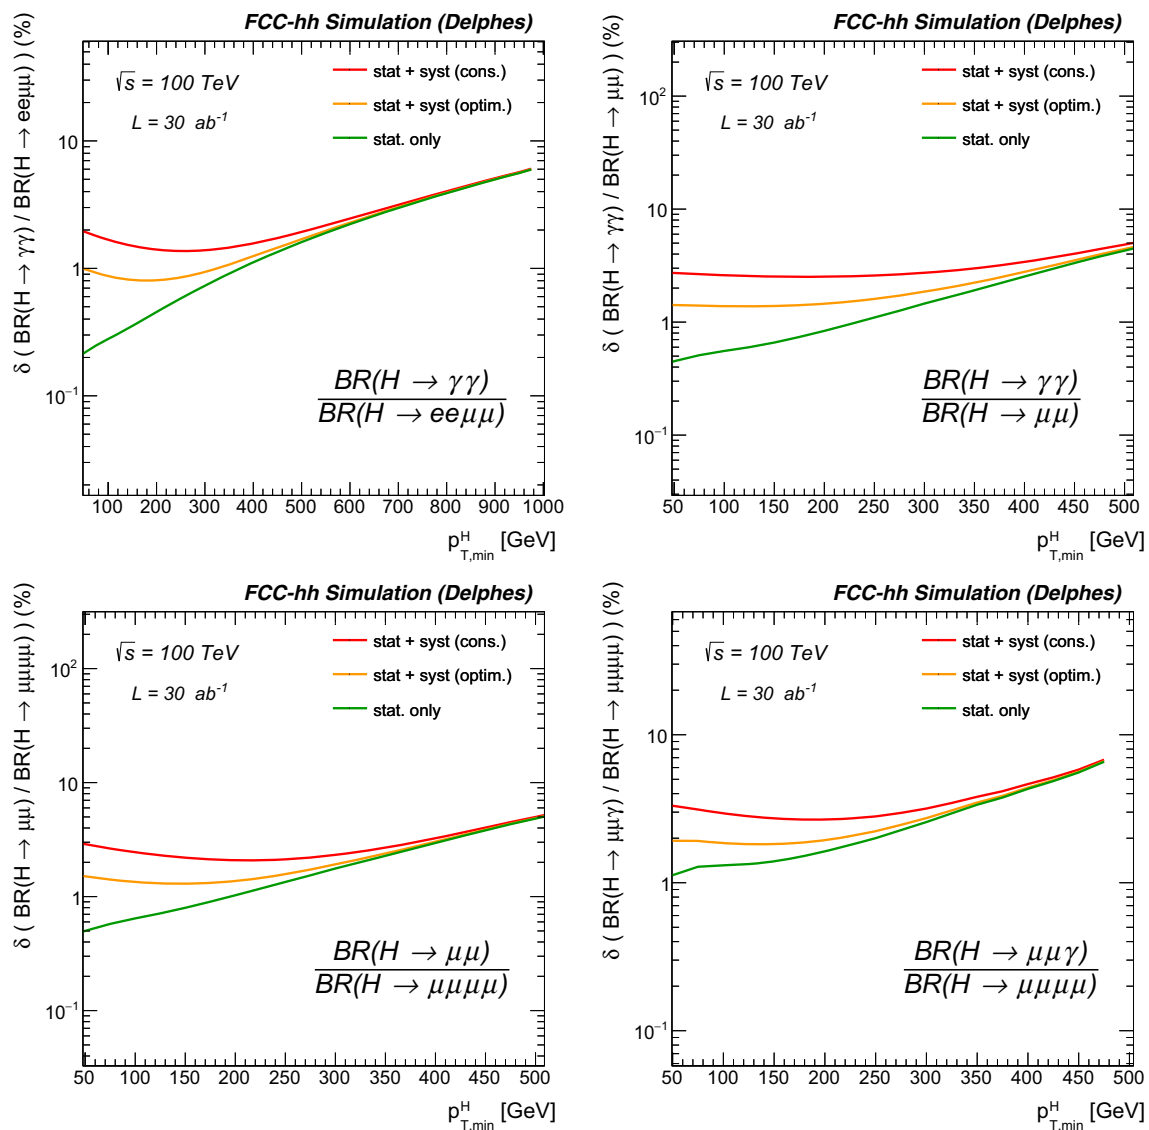 FCC-hh Simulation (Delphes)
δ ( BR(H → γγ) / BR(H → eeμμ) ) (%)
√s = 100 TeV
L = 30 ab⁻¹
stat + syst (cons.)
stat + syst (optim.)
stat. only
10
1
10⁻¹
BR(H → γγ)
BR(H → eeμμ)
100 200 300 400 500 600 700 800 900 1000
p^H_T,min [GeV]
FCC-hh Simulation (Delphes)
δ ( BR(H → γγ) / BR(H → μμ) ) (%)
√s = 100 TeV
L = 30 ab⁻¹
stat + syst (cons.)
stat + syst (optim.)
stat. only
10²
10
1
10⁻¹
BR(H → γγ)
BR(H → μμ)
50 100 150 200 250 300 350 400 450 500
p^H_T,min [GeV]
FCC-hh Simulation (Delphes)
δ ( BR(H → μμ) / BR(H → μμμμ) ) (%)
√s = 100 TeV
L = 30 ab⁻¹
stat + syst (cons.)
stat + syst (optim.)
stat. only
10²
10
1
10⁻¹
BR(H → μμ)
BR(H → μμμμ)
50 100 150 200 250 300 350 400 450 500
p^H_T,min [GeV]
FCC-hh Simulation (Delphes)
δ ( BR(H → μμγ) / BR(H → μμμμ) ) (%)
√s = 100 TeV
L = 30 ab⁻¹
stat + syst (cons.)
stat + syst (optim.)
stat. only
10
1
10⁻¹
BR(H → μμγ)
BR(H → μμμμ)
50 100 150 200 250 300 350 400 450 500
p^H_T,min [GeV]